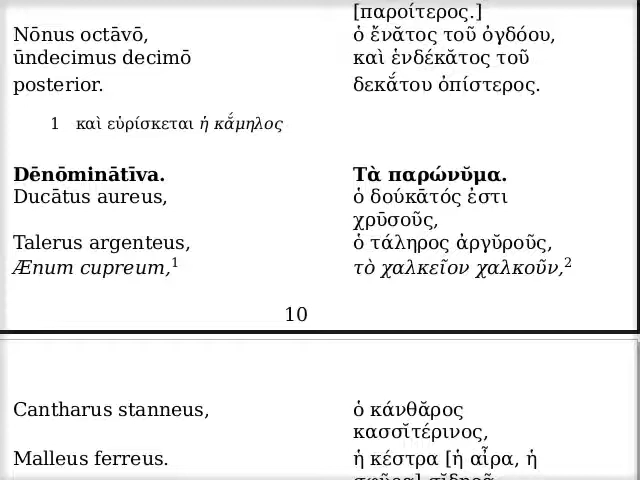 [παροίτερος.]
Nōnus octāvō,
ὁ ἔνᾰτος τοῦ ὀγδόου,
ūndecimus decimō
καὶ ἑνδέκᾰτος τοῦ
posterior.
δεκᾰ́του ὀπίστερος.
1 καὶ εὑρίσκεται ἡ κᾰ́μηλος
Dēnōminātīva.
Τὰ παρώνῠμα.
Ducātus aureus,
ὁ δούκᾱτός ἐστι
χρῡσοῦς,
Talerus argenteus,
ὁ τάληρος ἀργῠροῦς,
Ænum cupreum,1
τὸ χαλκεῖον χαλκοῦν,2
10
Cantharus stanneus,
ὁ κάνθᾰρος
κασσῐτέρινος,
Malleus ferreus.
ἡ κέστρα [ἡ αἶρα, ἡ